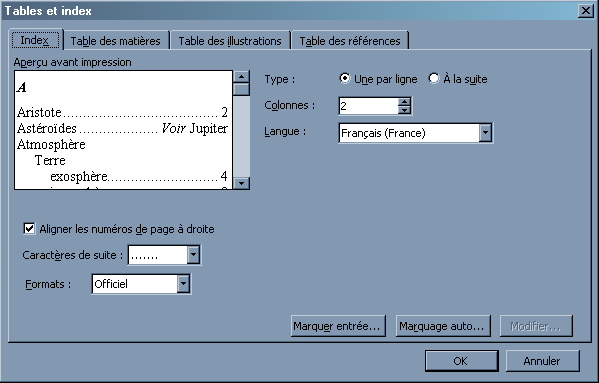 Tables et index
Index
Table des matières
Table des illustrations
Table des références
Aperçu avant impression
A
Aristote.......................................2
Astéroïdes....................Voir Jupiter
Atmosphère
Terre
exosphère............................4
Type :
Une par ligne
À la suite
Colonnes :
2
Langue :
Français (France)
Aligner les numéros de page à droite
Caractères de suite :
.......
Formats :
Officiel
Marquer entrée...
Marquage auto...
Modifier...
OK
Annuler